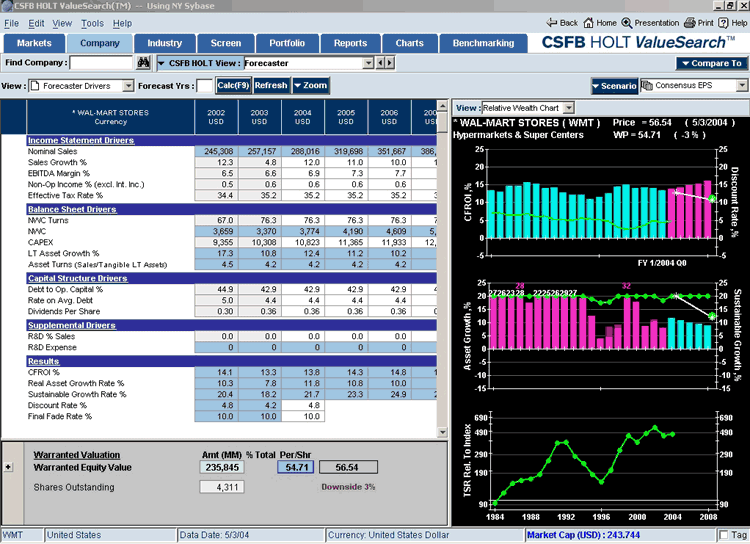 CSFB HOLT ValueSearch(TM) -- Using NY Sybase
File Edit View Tools Help
Back Home Presentation Print Help
Markets Company Industry Screen Portfolio Reports Charts Benchmarking CSFB HOLT ValueSearch™
Find Company : CSFB HOLT View : Forecaster Compare To
View : Forecaster Drivers Forecast Yrs : Calc(F9) Refresh Zoom Scenario Consensus EPS
* WAL-MART STORES 2002 2003 2004 2005 2006 200
Currency USD USD USD USD USD US
Income Statement Drivers
Nominal Sales 245,308 257,157 288,016 319,698 351,667 386,
Sales Growth % 12.3 4.8 12.0 11.0 10.0 1
EBITDA Margin % 6.5 6.6 6.9 7.3 7.7
Non-Op Income % (excl. Int. Inc.) 0.5 0.6 0.6 0.6 0.6
Effective Tax Rate % 34.4 35.2 35.2 35.2 35.2 3
Balance Sheet Drivers
NWC Turns 67.0 76.3 76.3 76.3 76.3 7
NWC 3,659 3,370 3,774 4,190 4,609 5,
CAPEX 9,355 10,308 10,823 11,365 11,933 12,
LT Asset Growth % 17.3 10.8 12.4 11.2 10.2
Asset Turns (Sales/Tangible LT Assets) 4.5 4.2 4.2 4.2 4.2
Capital Structure Drivers
Debt to Op. Capital % 44.9 42.9 42.9 42.9 42.9 4
Rate on Avg. Debt 5.0 4.4 4.4 4.4 4.4
Dividends Per Share 0.30 0.36 0.36 0.36 0.36
Supplemental Drivers
R&D % Sales 0.0 0.0 0.0 0.0 0.0
R&D Expense 0 0 0 0 0
Results
CFROI % 14.1 13.3 13.8 14.3 14.8 1
Real Asset Growth Rate % 10.3 7.8 11.8 10.8 10.0
Sustainable Growth Rate % 20.4 18.2 21.7 23.3 24.9 2
Discount Rate % 4.8 4.2 4.8
Final Fade Rate % 10.0 10.0 10.0
Warranted Valuation Amt (MM) % Total Per/Shr
Warranted Equity Value 235,845 54.71 56.54
Shares Outstanding 4,311 Downside 3%
View : Relative Wealth Chart
* WAL-MART STORES ( WMT ) Price = 56.54 ( 5/3/2004 )
Hypermarkets & Super Centers WP = 54.71 ( -3% )
25 25
20 20
15 15
10 10
5 5
0 0
-5 -5
CFROI,%
Discount Rate ,%
FY 1/2004 Q0
25 28 32 25
27262328 2225262927
20 20
15 15
10 10
5 5
0 0
-5 -5
-10 -10
-15 -15
Asset Growth ,%
Sustainable Growth ,%
690 690
490 490
290 290
190 190
90 90
TSR Rel. To Index
1984 1988 1992 1996 2000 2004 2008
WMT United States Data Date: 5/3/04 Currency: United States Dollar Market Cap (USD) : 243.744 Tag